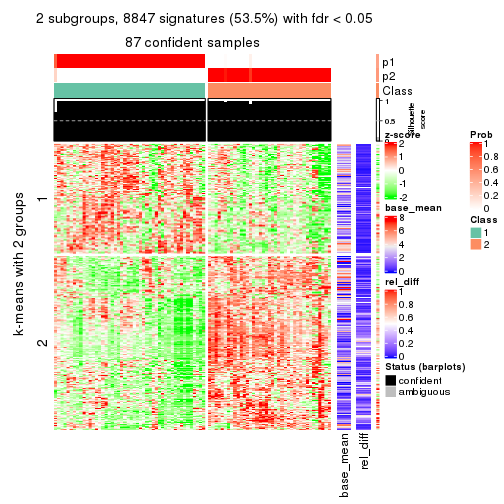 2 subgroups, 8847 signatures (53.5%) with fdr < 0.05
87 confident samples
p1
p2
Class
1
0.5
0
Silhouette
score
k-means with 2 groups
1
2
z-score
2
1
0
-1
-2
base_mean
8
6
4
2
0
rel_diff
1
0.8
0.6
0.4
0.2
0
Status (barplots)
confident
ambiguous
Prob
1
0.8
0.6
0.4
0.2
0
Class
1
2
base_mean
rel_diff